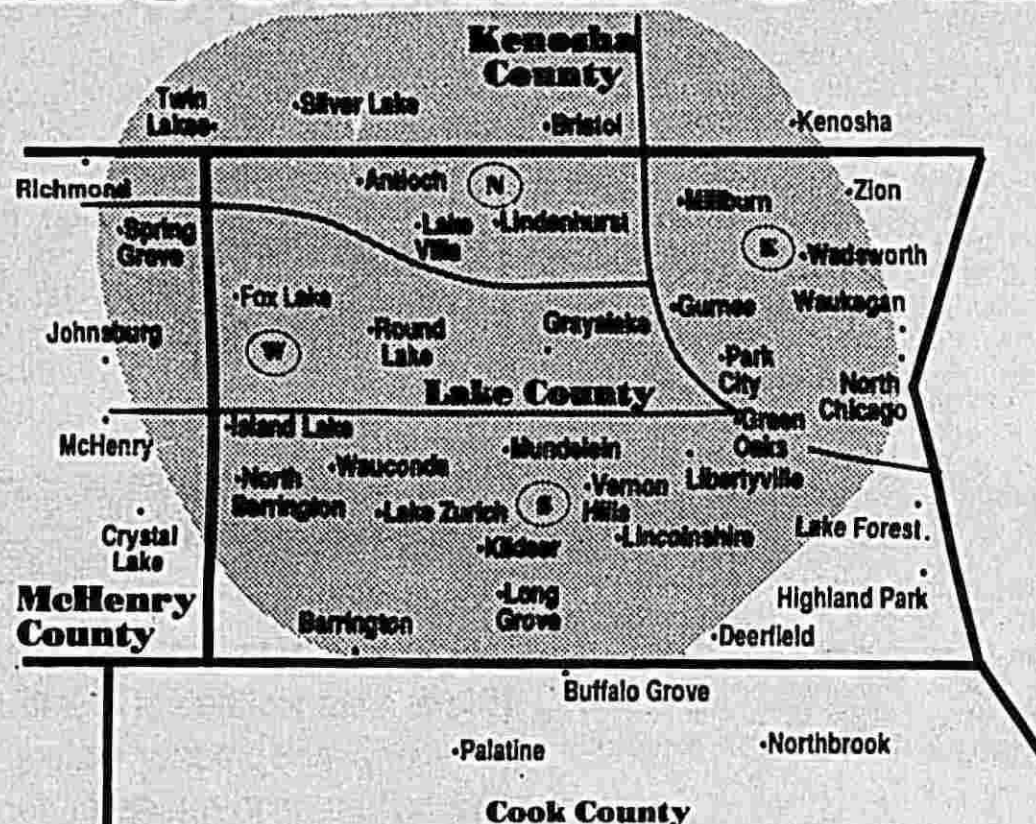 Kenosha
County
Twin
Lakes
Silver Lake
Bristol
Kenosha
Richmond
Antioch
N
Millburn
Zion
Spring
Grove
Lake
Villa
Lindenhurst
E
Wadsworth
Fox Lake
Johnsburg
W
Round
Lake
Grayslake
Gurnee
Waukegan
Park
City
Lake County
North
Chicago
McHenry
Island Lake
Green
Oaks
Mundelein
North
Barrington
Wauconda
Lake Zurich
S
Vernon
Hills
Libertyville
Crystal
Lake
Kildeer
Lincolnshire
Lake Forest
McHenry
County
Long
Grove
Highland Park
Barrington
Deerfield
Buffalo Grove
Palatine
Northbrook
Cook County